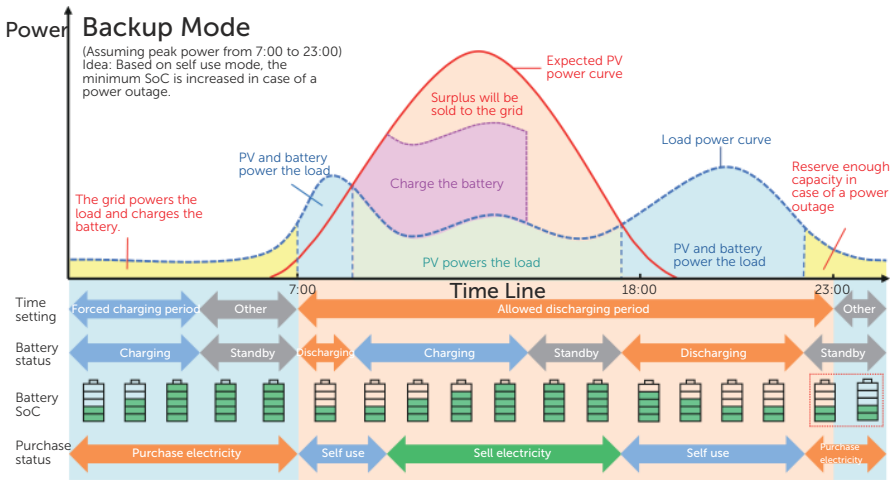 Power
Backup Mode
(Assuming peak power from 7:00 to 23:00)
Idea: Based on self use mode, the
minimum SoC is increased in case of a
power outage.
Expected PV
power curve
Surplus will be
sold to the grid
Load power curve
PV and battery
power the load
Reserve enough
capacity in
case of a power
outage
Charge the battery
The grid powers the
load and charges the
battery.
PV powers the load
PV and battery
power the load
7:00
Time Line
18:00
23:00
Time
setting
Forced charging period
Other
Allowed discharging period
Other
Battery
status
Charging
Standby
Discharging
Charging
Standby
Discharging
Standby
Battery
SoC
Purchase
status
Purchase electricity
Self use
Sell electricity
Self use
Purchase
electricity